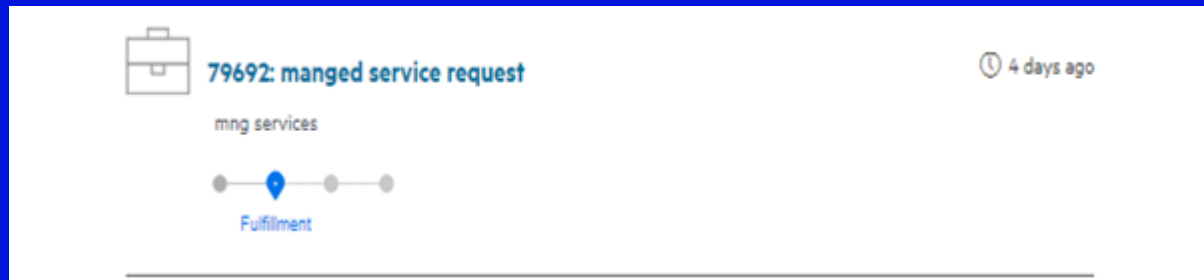 79692: manged service request
4 days ago
mng services
Fulfillment